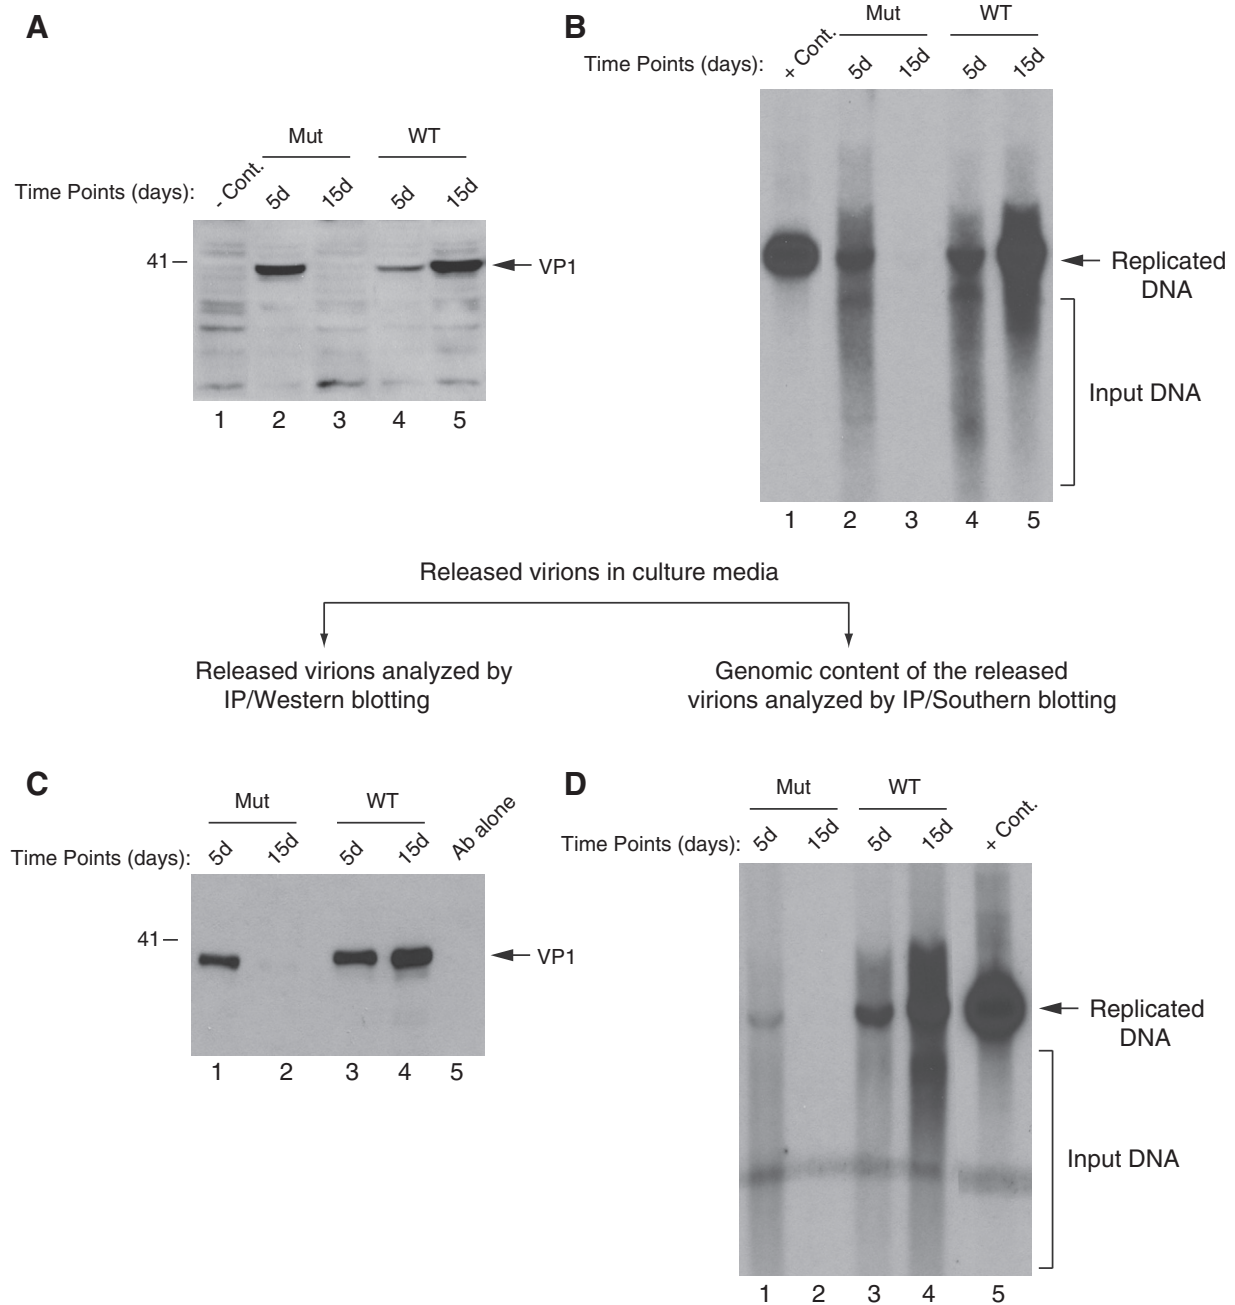 A
Mut WT
Time Points (days): - Cont. 5d 15d 5d 15d
41
VP1
1 2 3 4 5
B
Mut WT
Time Points (days): + Cont. 5d 15d 5d 15d
Replicated
DNA
Input DNA
1 2 3 4 5
Released virions in culture media
Released virions analyzed by
IP/Western blotting
Genomic content of the released
virions analyzed by IP/Southern blotting
C
Mut WT
Time Points (days): 5d 15d 5d 15d Ab alone
41
VP1
1 2 3 4 5
D
Mut WT
Time Points (days): 5d 15d 5d 15d + Cont.
Replicated
DNA
Input DNA
1 2 3 4 5